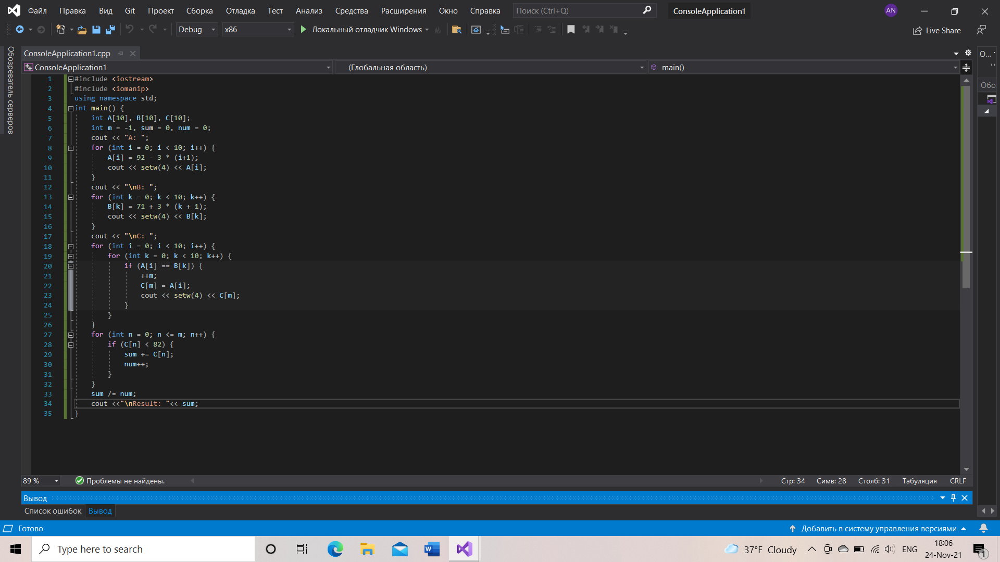 Файл Правка Вид Git Проект Сборка Отладка Тест Анализ Средства Расширения Окно Справка Поиск (Ctrl+Q) ConsoleApplication1 AN
Debug x86 Локальный отладчик Windows Live Share
Обозреватель серверов
ConsoleApplication1.cpp О...
ConsoleApplication1 (Глобальная область) main()
Обо
1 #include <iostream>
2 #include <iomanip>
3 using namespace std;
4 int main() {
5 int A[10], B[10], C[10];
6 int m = -1, sum = 0, num = 0;
7 cout << "A: ";
8 for (int i = 0; i < 10; i++) {
9 A[i] = 92 - 3 * (i+1);
10 cout << setw(4) << A[i];
11 }
12 cout << "\nB: ";
13 for (int k = 0; k < 10; k++) {
14 B[k] = 71 + 3 * (k + 1);
15 cout << setw(4) << B[k];
16 }
17 cout << "\nC: ";
18 for (int i = 0; i < 10; i++) {
19 for (int k = 0; k < 10; k++) {
20 if (A[i] == B[k]) {
21 ++m;
22 C[m] = A[i];
23 cout << setw(4) << C[m];
24 }
25 }
26 }
27 for (int n = 0; n <= m; n++) {
28 if (C[n] < 82) {
29 sum += C[n];
30 num++;
31 }
32 }
33 sum /= num;
34 cout <<"\nResult: "<< sum;
35 }
89 % Проблемы не найдены. Стр: 34 Симв: 28 Столб: 31 Табуляция CRLF
Вывод
Список ошибок Вывод
Готово Добавить в систему управления версиями
Type here to search 37°F Cloudy ENG 18:06
24-Nov-21 1